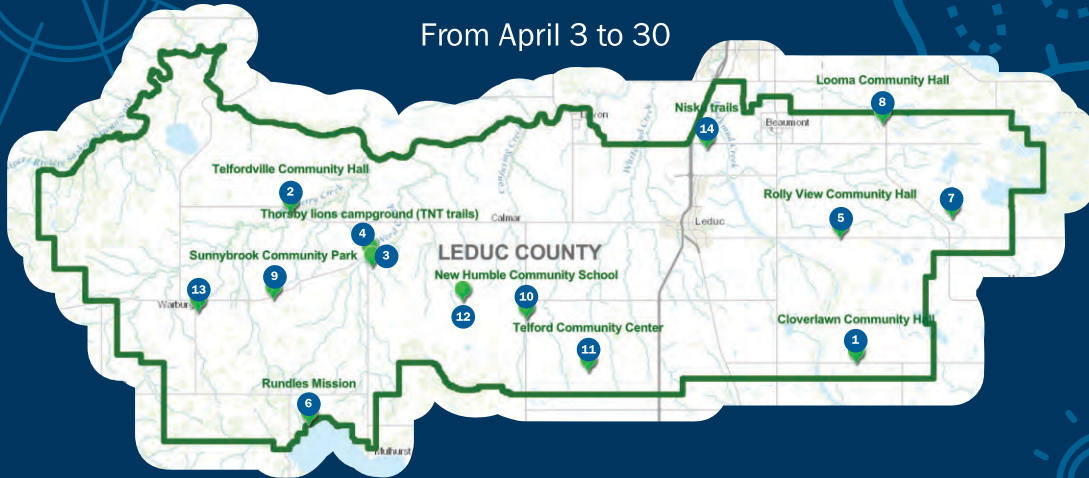 From April 3 to 30
Looma Community Hall
8
Nisku trails
14
Beaumont
Telfordville Community Hall
2
Rolly View Community Hall
7
5
Thorsby lions campground (TNT trails)
Calmar
Leduc
4
3
LEDUC COUNTY
Sunnybrook Community Park
9
New Humble Community School
13
10
12
Telford Community Center
Cloverlawn Community Hall
11
1
Rundles Mission
6
Mulhurst